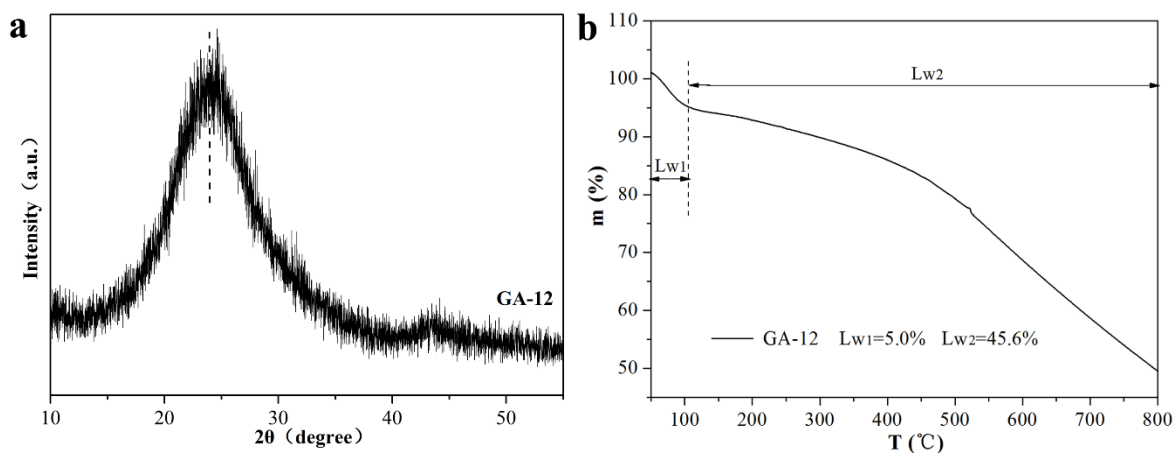 a
Intensity（a.u.）
GA-12
10 20 30 40 50
2θ（degree）
b
110
100
90
80
70
60
50
m (%)
Lw2
Lw1
GA-12 Lw1=5.0% Lw2=45.6%
100 200 300 400 500 600 700 800
T (℃)